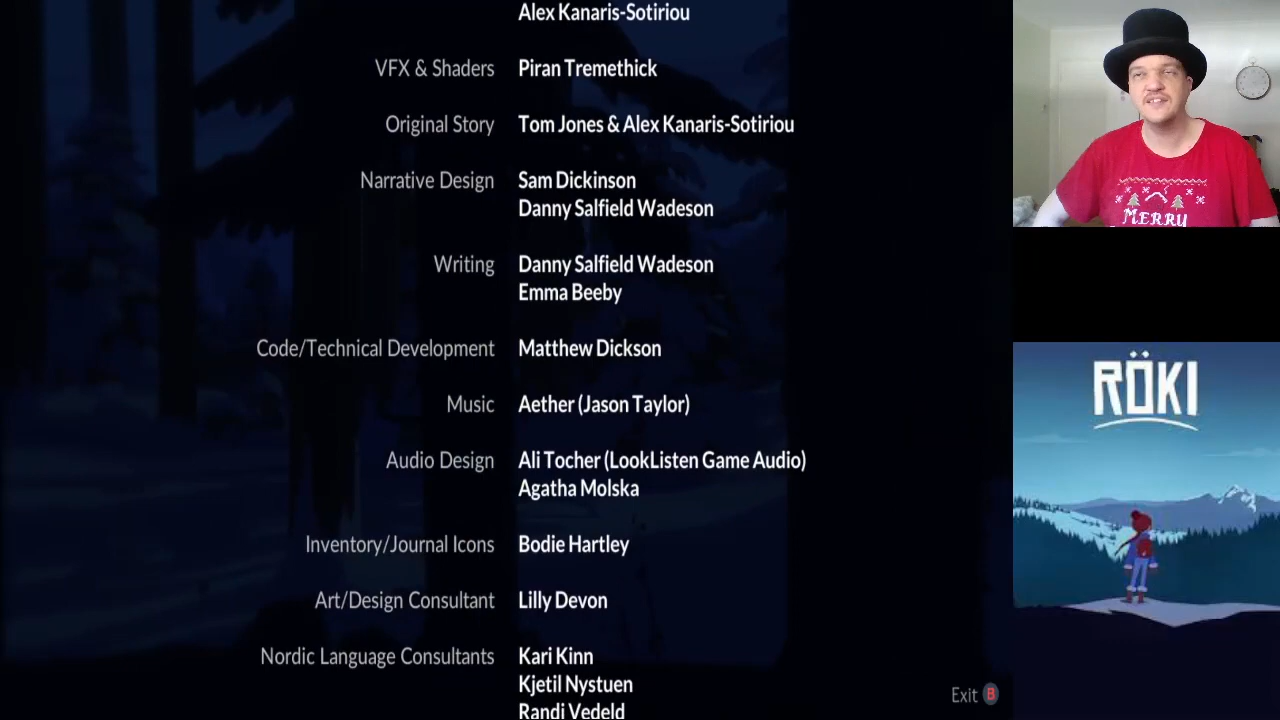 Alex Kanaris-Sotiriou
VFX & Shaders Piran Tremethick
Original Story Tom Jones & Alex Kanaris-Sotiriou
Narrative Design Sam Dickinson
Danny Salfield Wadeson
Writing Danny Salfield Wadeson
Emma Beeby
Code/Technical Development Matthew Dickson
Music Aether (Jason Taylor)
Audio Design Ali Tocher (LookListen Game Audio)
Agatha Molska
Inventory/Journal Icons Bodie Hartley
Art/Design Consultant Lilly Devon
Nordic Language Consultants Kari Kinn
Kjetil Nystuen
Randi Vedeld
Exit B
MERRY
RÖKI